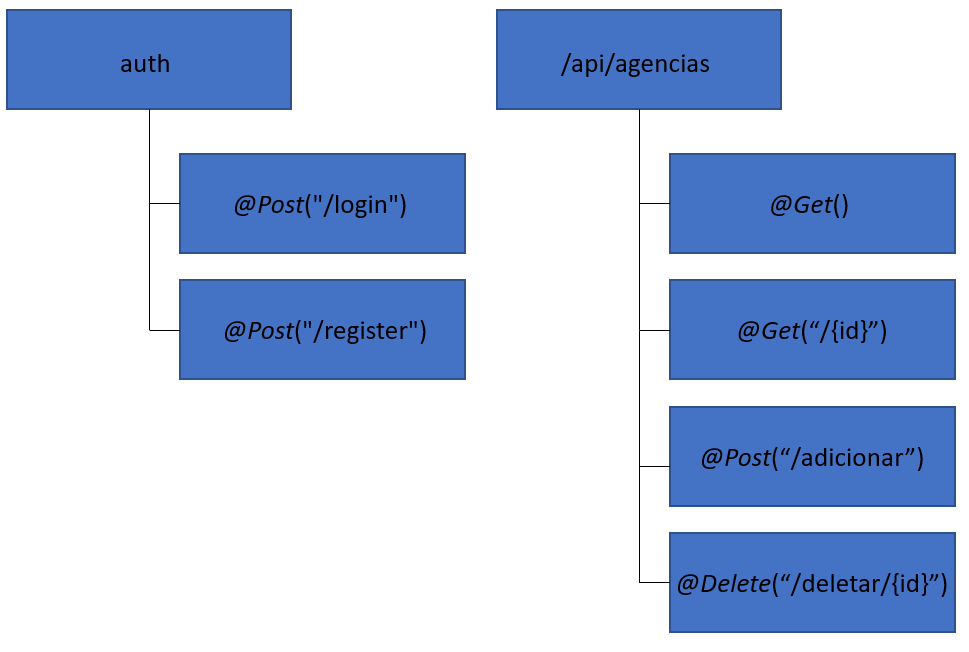 auth
@Post("/login")
@Post("/register")
/api/agencias
@Get()
@Get(“/{id}”)
@Post(“/adicionar”)
@Delete(“/deletar/{id}”)